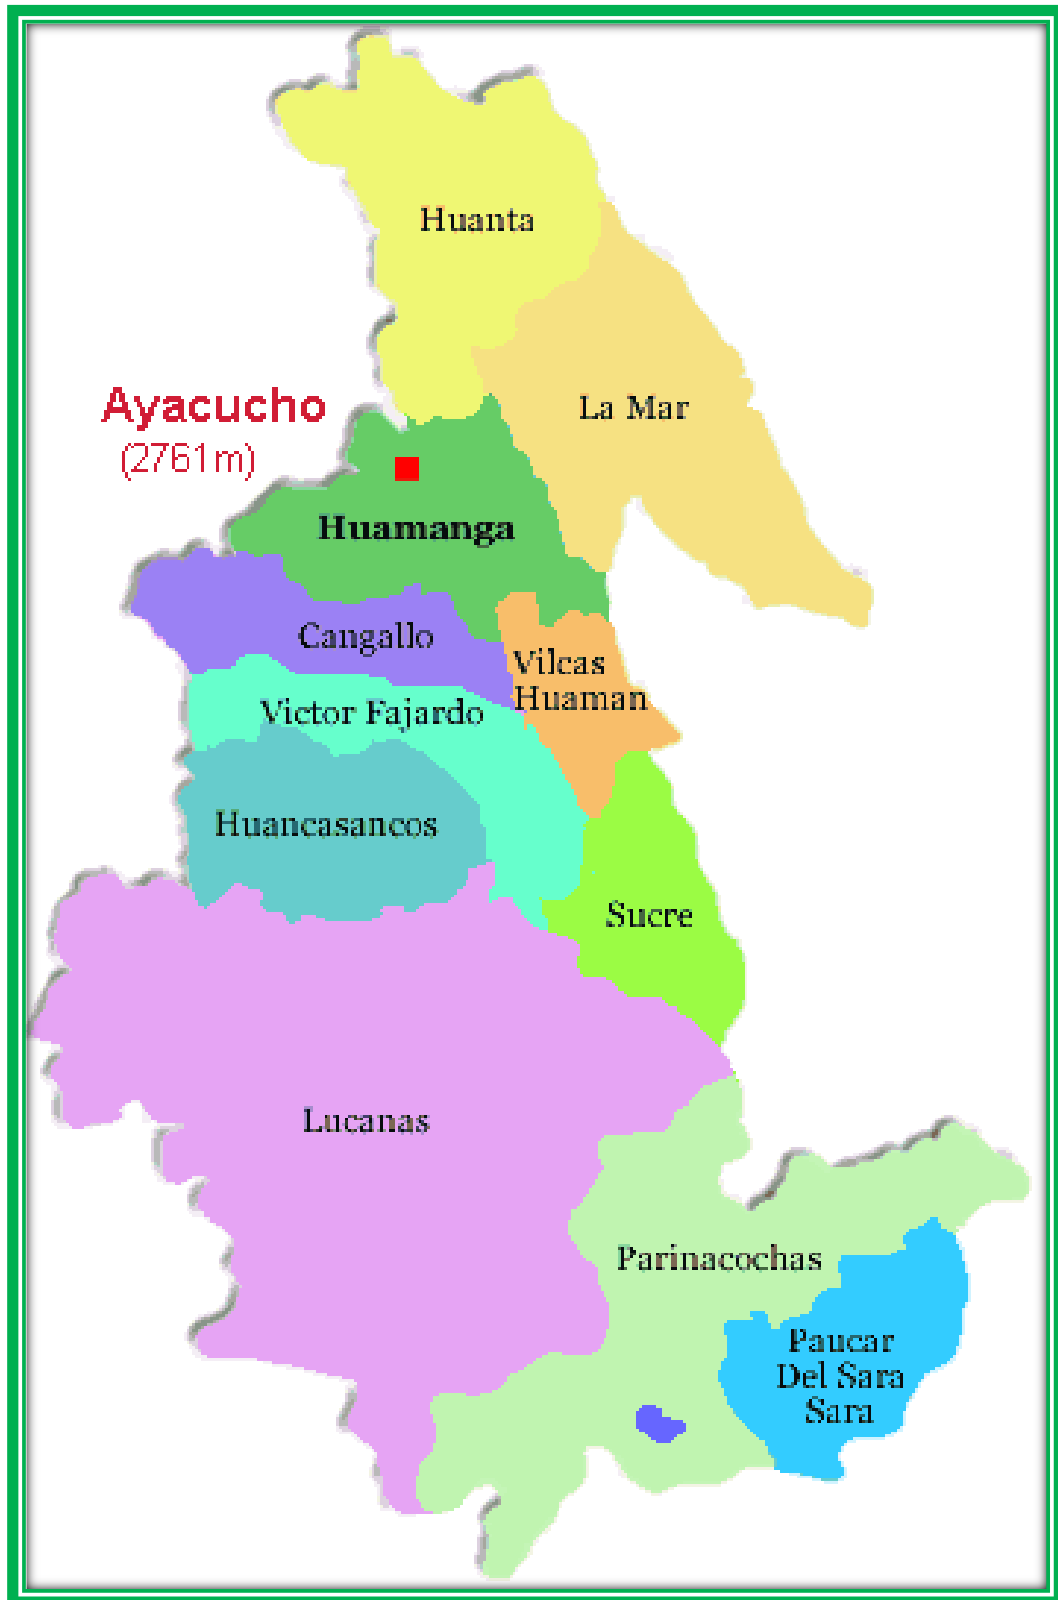 Huanta
La Mar
Ayacucho
(2761m)
Huamanga
Cangallo
Vilcas
Huaman
Victor Fajardo
Huancasancos
Sucre
Lucanas
Parinacochas
Paucar
Del Sara
Sara